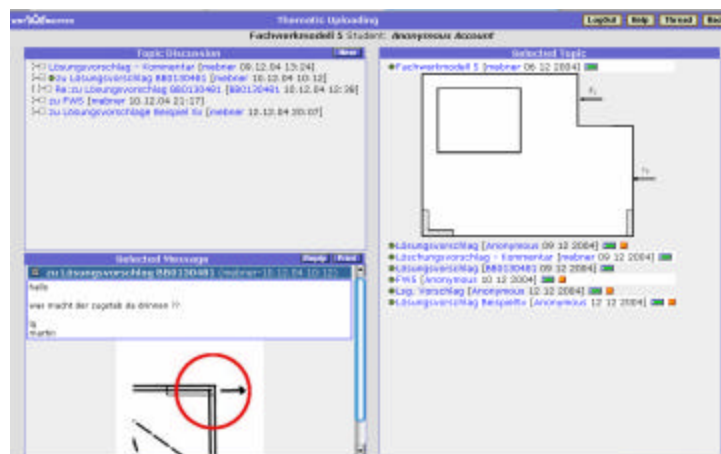 Thematic Uploading
LogOut Help Thread
Fachwerkmodell 5 Student: Anonymous Account
Topic Discussion New
Lösungsvorschlag - Kommentar [mebner 09.12.04 13:24]
zu Lösungsvorschlag BB0130481 [mebner 10.12.04 10:12]
Re:zu Lösungsvorschlag BB0130481 [BB0130481 10.12.04 12:38]
zu FW5 [mebner 10.12.04 21:17]
zu Lösungsvorschlage Beispiel fix [mebner 12.12.04 20:07]
Selected Message Reply Print
zu Lösungsvorschlag BB0130481 (mebner-10.12.04 10:12)
hallo
was macht der zugstab da drinnen ??
lg
martin
Selected Topic
Fachwerkmodell 5 [mebner 06 12 2004]
Lösungsvorschlag [Anonymous 09 12 2004]
Löschungsvorschlag - Kommentar [mebner 09 12 2004]
Lösungsvorschlag [BB0130481 09 12 2004]
FW5 [Anonymous 10 12 2004]
Lsg. Vorschlag [Anonymous 12 12 2004]
Lösungsvorschlag Beispielfix [Anonymous 12 12 2004]